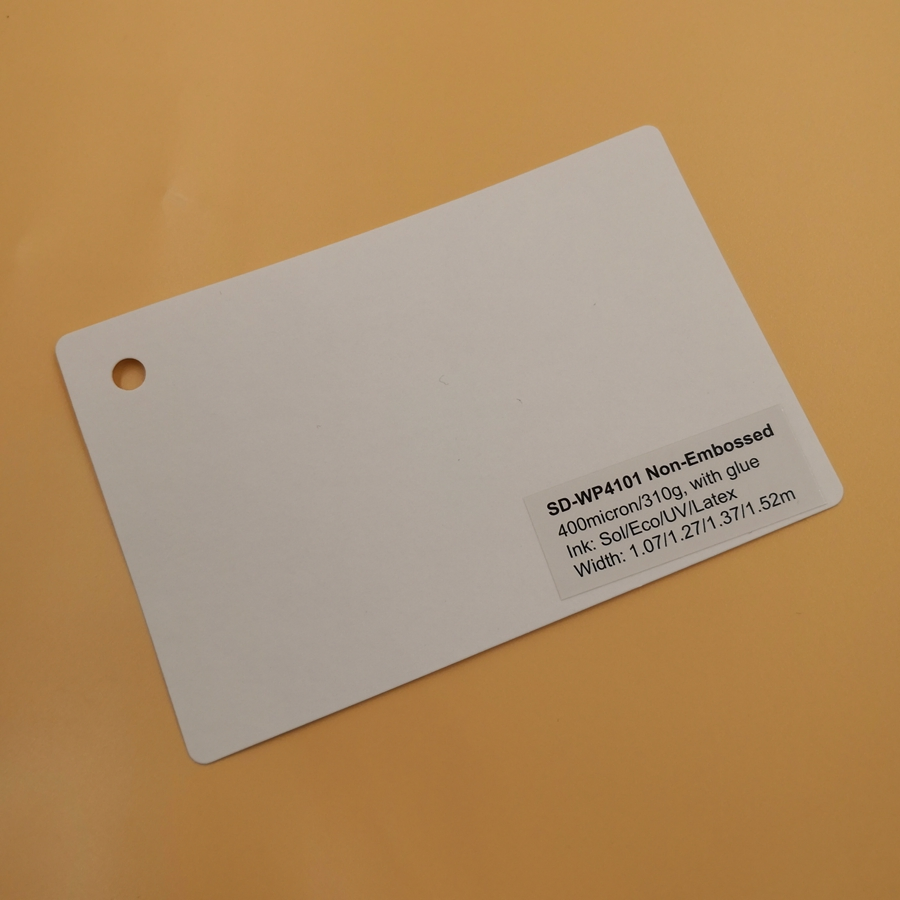 SD-WP4101 Non-Embossed
400micron/310g, with glue
Ink: Sol/Eco/UV/Latex
Width: 1.07/1.27/1.37/1.52m